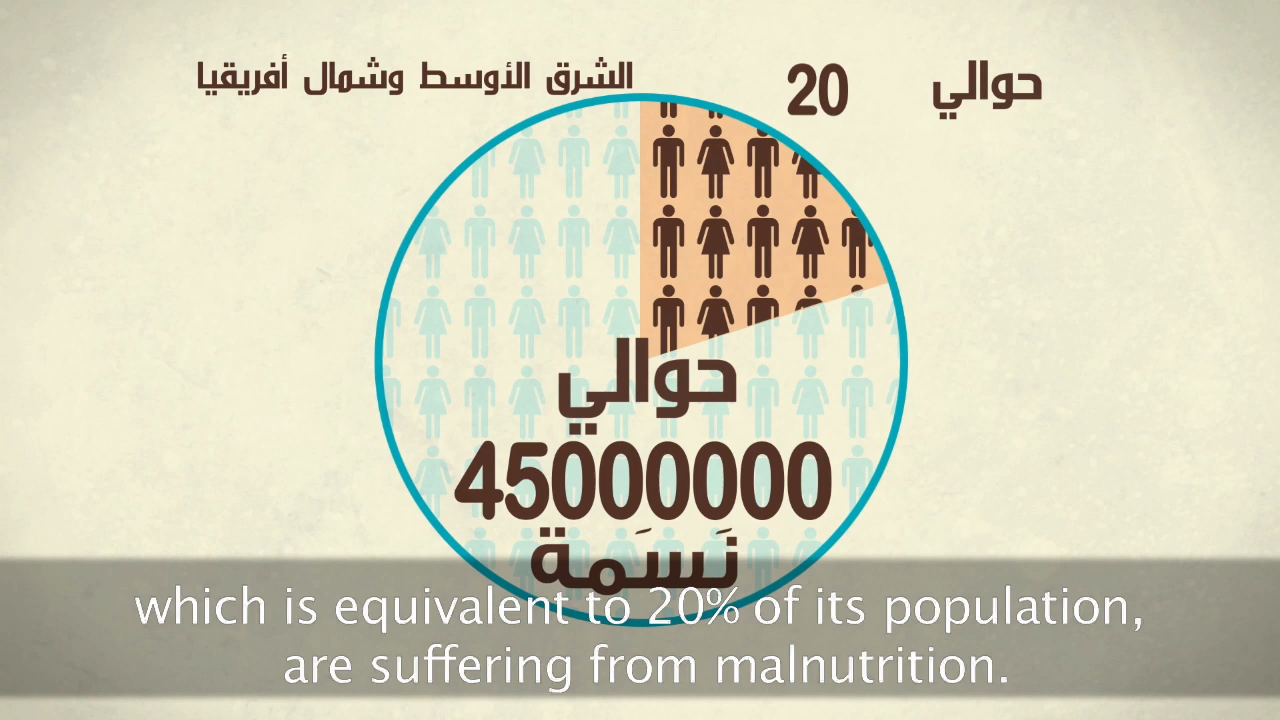 حوالي 20
الشرق الأوسط وشمال أفريقيا
حوالي
45000000
نَسَمة
which is equivalent to 20% of its population,
are suffering from malnutrition.